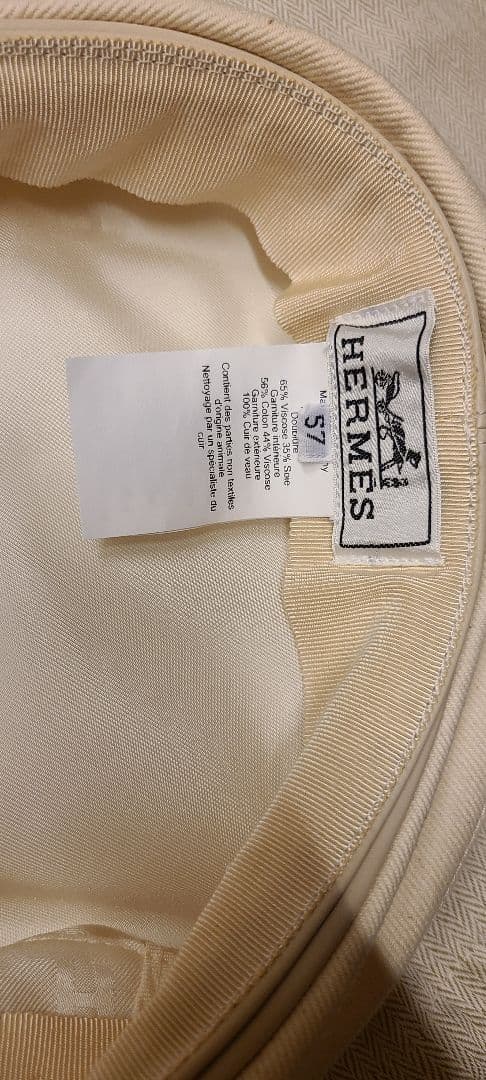 HERMÈS
57
Doublure
65% Viscose 35% Soie
Garniture intérieure
56% Coton 44% Viscose
Garniture extérieure
100% Cuir de veau
Contient des parties non textiles
d'origine animale
Nettoyage par un spécialiste du
cuir